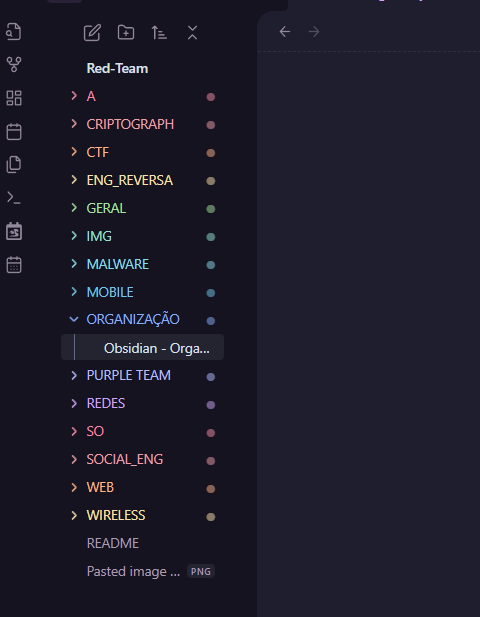 Red-Team
A
CRIPTOGRAPH
CTF
ENG_REVERSA
GERAL
IMG
MALWARE
MOBILE
ORGANIZAÇÃO
Obsidian - Orga...
PURPLE TEAM
REDES
SO
SOCIAL_ENG
WEB
WIRELESS
README
Pasted image ... PNG